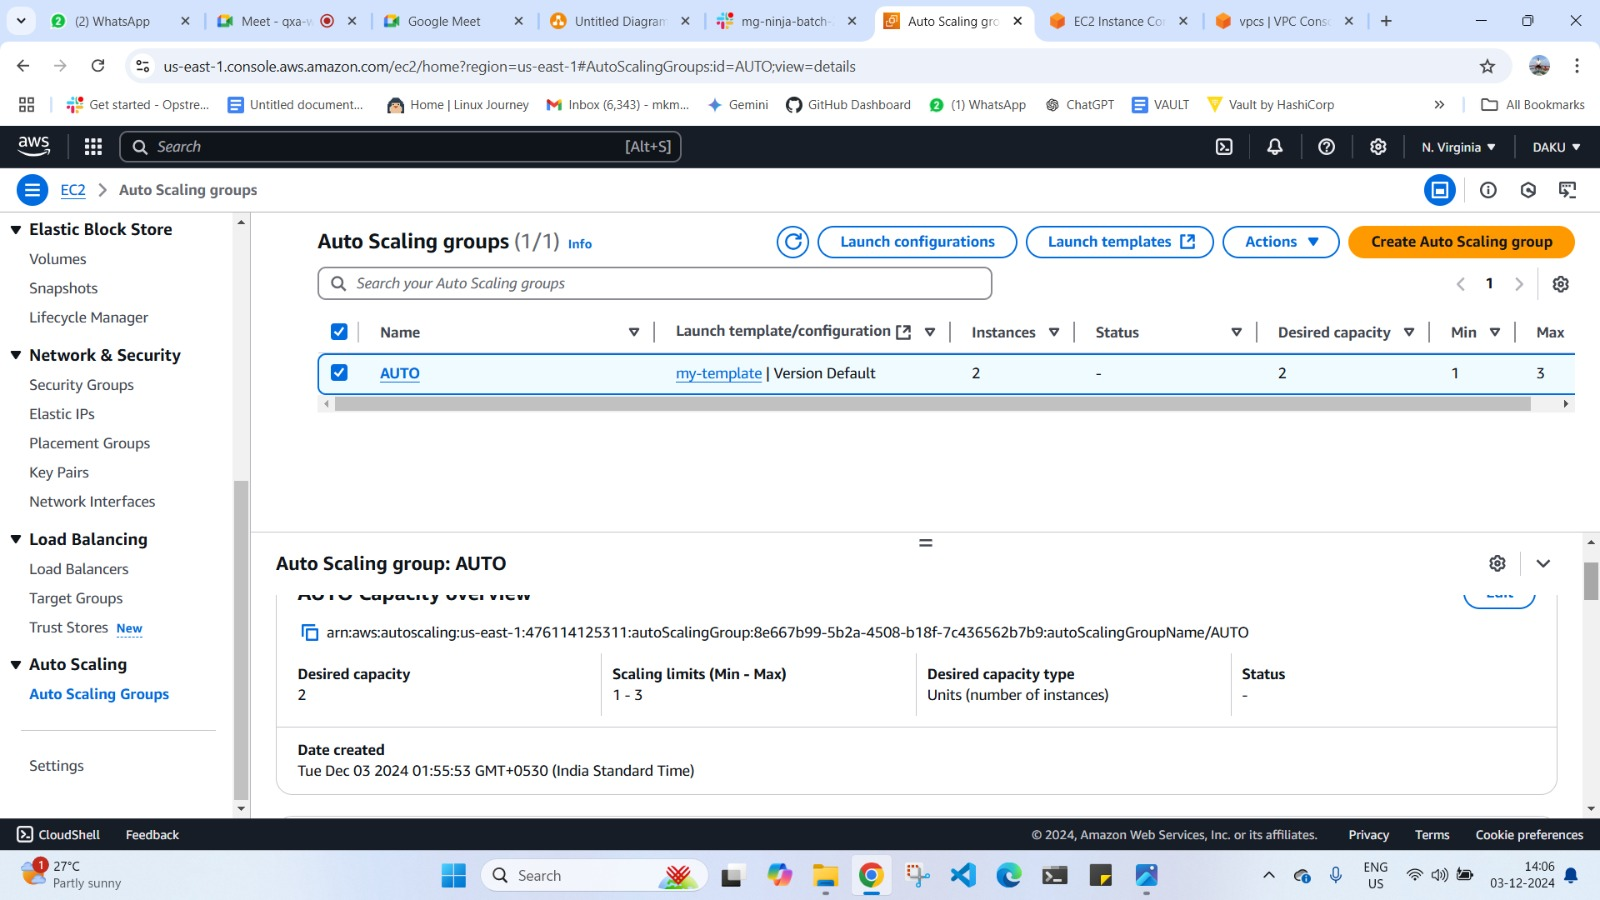 (2) WhatsApp
Meet - qxa-w
Google Meet
Untitled Diagram
mg-ninja-batch-
Auto Scaling gro
EC2 Instance Co
vpcs | VPC Conso
us-east-1.console.aws.amazon.com/ec2/home?region=us-east-1#AutoScalingGroups:id=AUTO;view=details
Get started - Opstre...
Untitled document...
Home | Linux Journey
Inbox (6,343) - mkm...
Gemini
GitHub Dashboard
(1) WhatsApp
ChatGPT
VAULT
Vault by HashiCorp
All Bookmarks
aws
Search
[Alt+S]
N. Virginia
DAKU
EC2
Auto Scaling groups
Elastic Block Store
Volumes
Snapshots
Lifecycle Manager
Network & Security
Security Groups
Elastic IPs
Placement Groups
Key Pairs
Network Interfaces
Load Balancing
Load Balancers
Target Groups
Trust Stores New
Auto Scaling
Auto Scaling Groups
Settings
Auto Scaling groups (1/1) Info
Launch configurations
Launch templates
Actions
Create Auto Scaling group
Search your Auto Scaling groups
1
Name
Launch template/configuration
Instances
Status
Desired capacity
Min
Max
AUTO
my-template | Version Default
2
-
2
1
3
Auto Scaling group: AUTO
AUTO Capacity overview
Edit
arn:aws:autoscaling:us-east-1:476114125311:autoScalingGroup:8e667b99-5b2a-4508-b18f-7c436562b7b9:autoScalingGroupName/AUTO
Desired capacity
2
Scaling limits (Min - Max)
1 - 3
Desired capacity type
Units (number of instances)
Status
-
Date created
Tue Dec 03 2024 01:55:53 GMT+0530 (India Standard Time)
CloudShell
Feedback
© 2024, Amazon Web Services, Inc. or its affiliates.
Privacy
Terms
Cookie preferences
1
27°C
Partly sunny
Search
ENG
US
14:06
03-12-2024